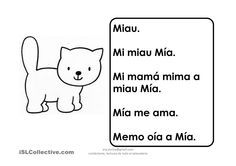 Miau.
Mi miau Mía.
Mi mamá mima a
miau Mía.
Mía me ama.
Memo oía a Mía.
iSLCollective.com